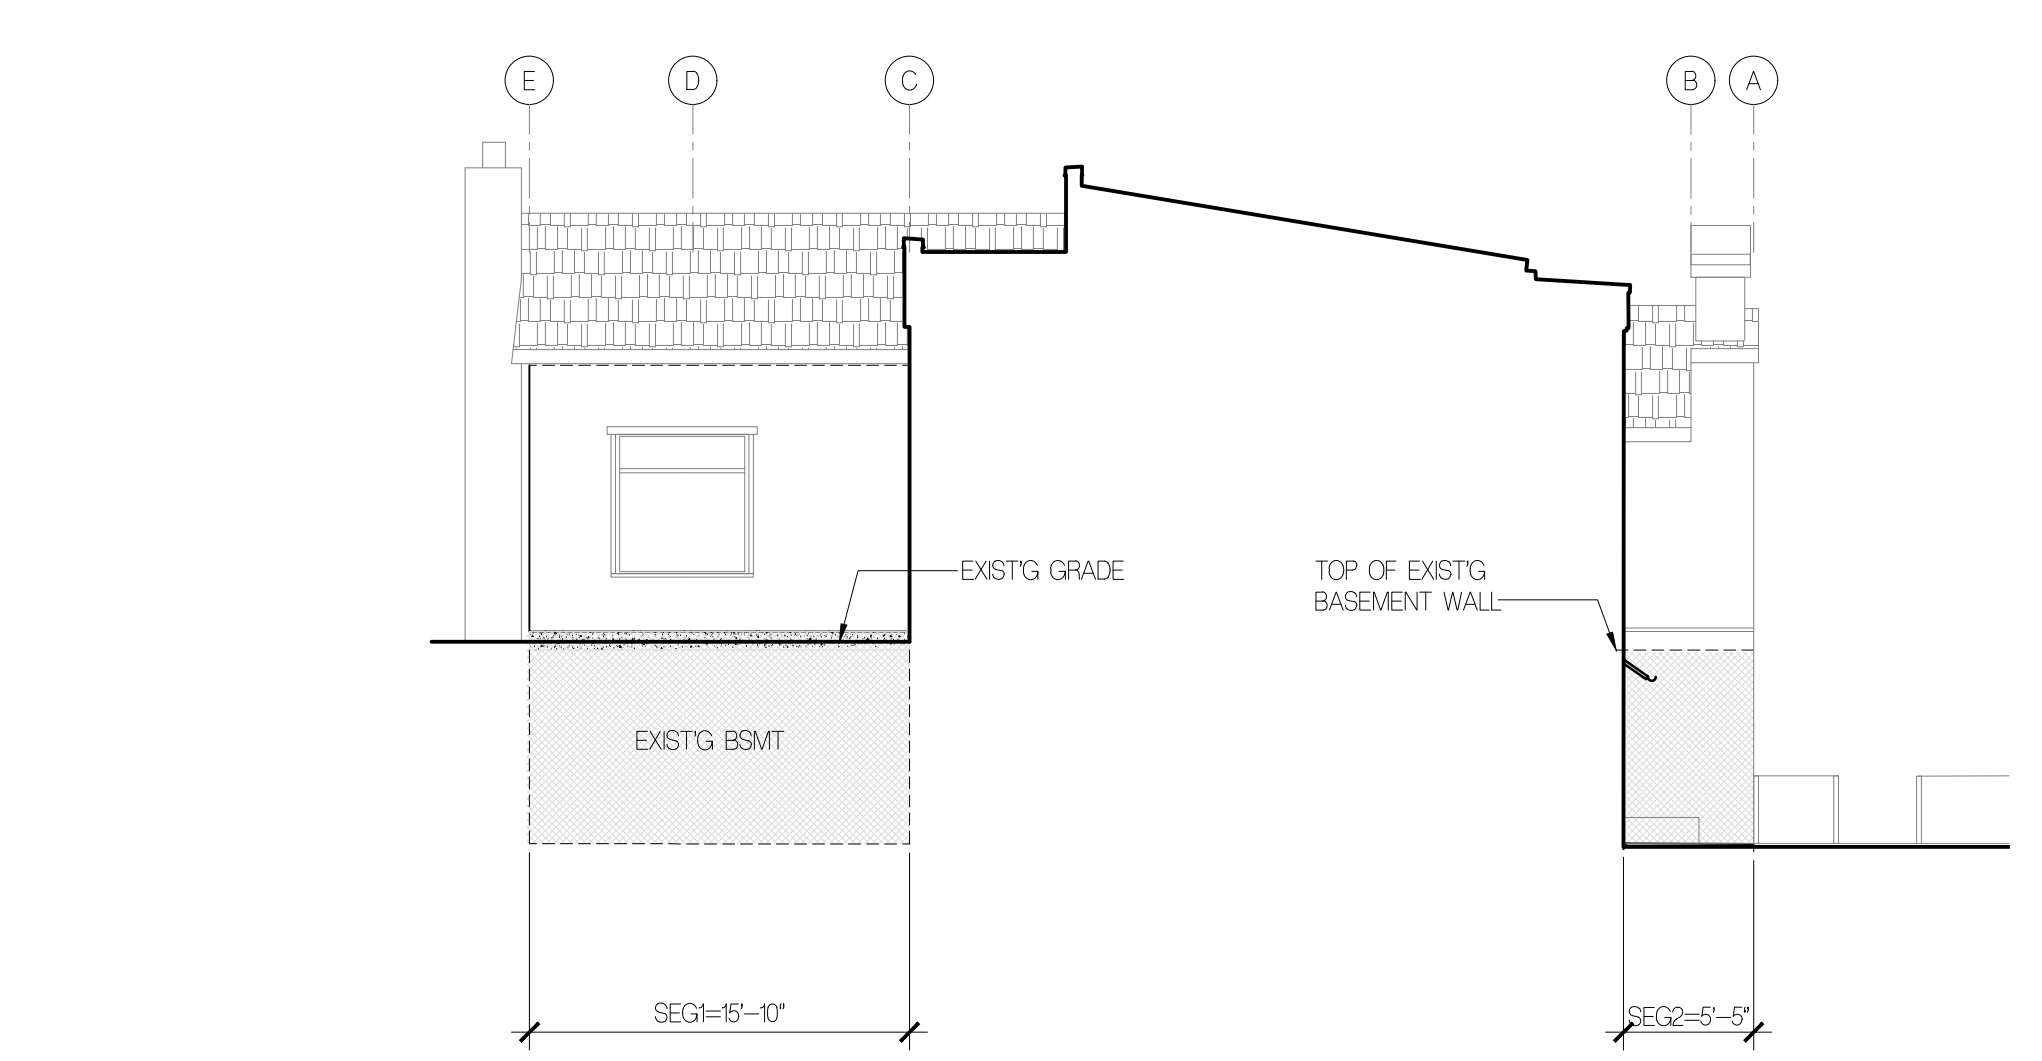 E
D
C
B
A
EXIST'G GRADE
TOP OF EXIST'G
BASEMENT WALL
EXIST'G BSMT
SEG1=15'-10"
SEG2=5'-5"